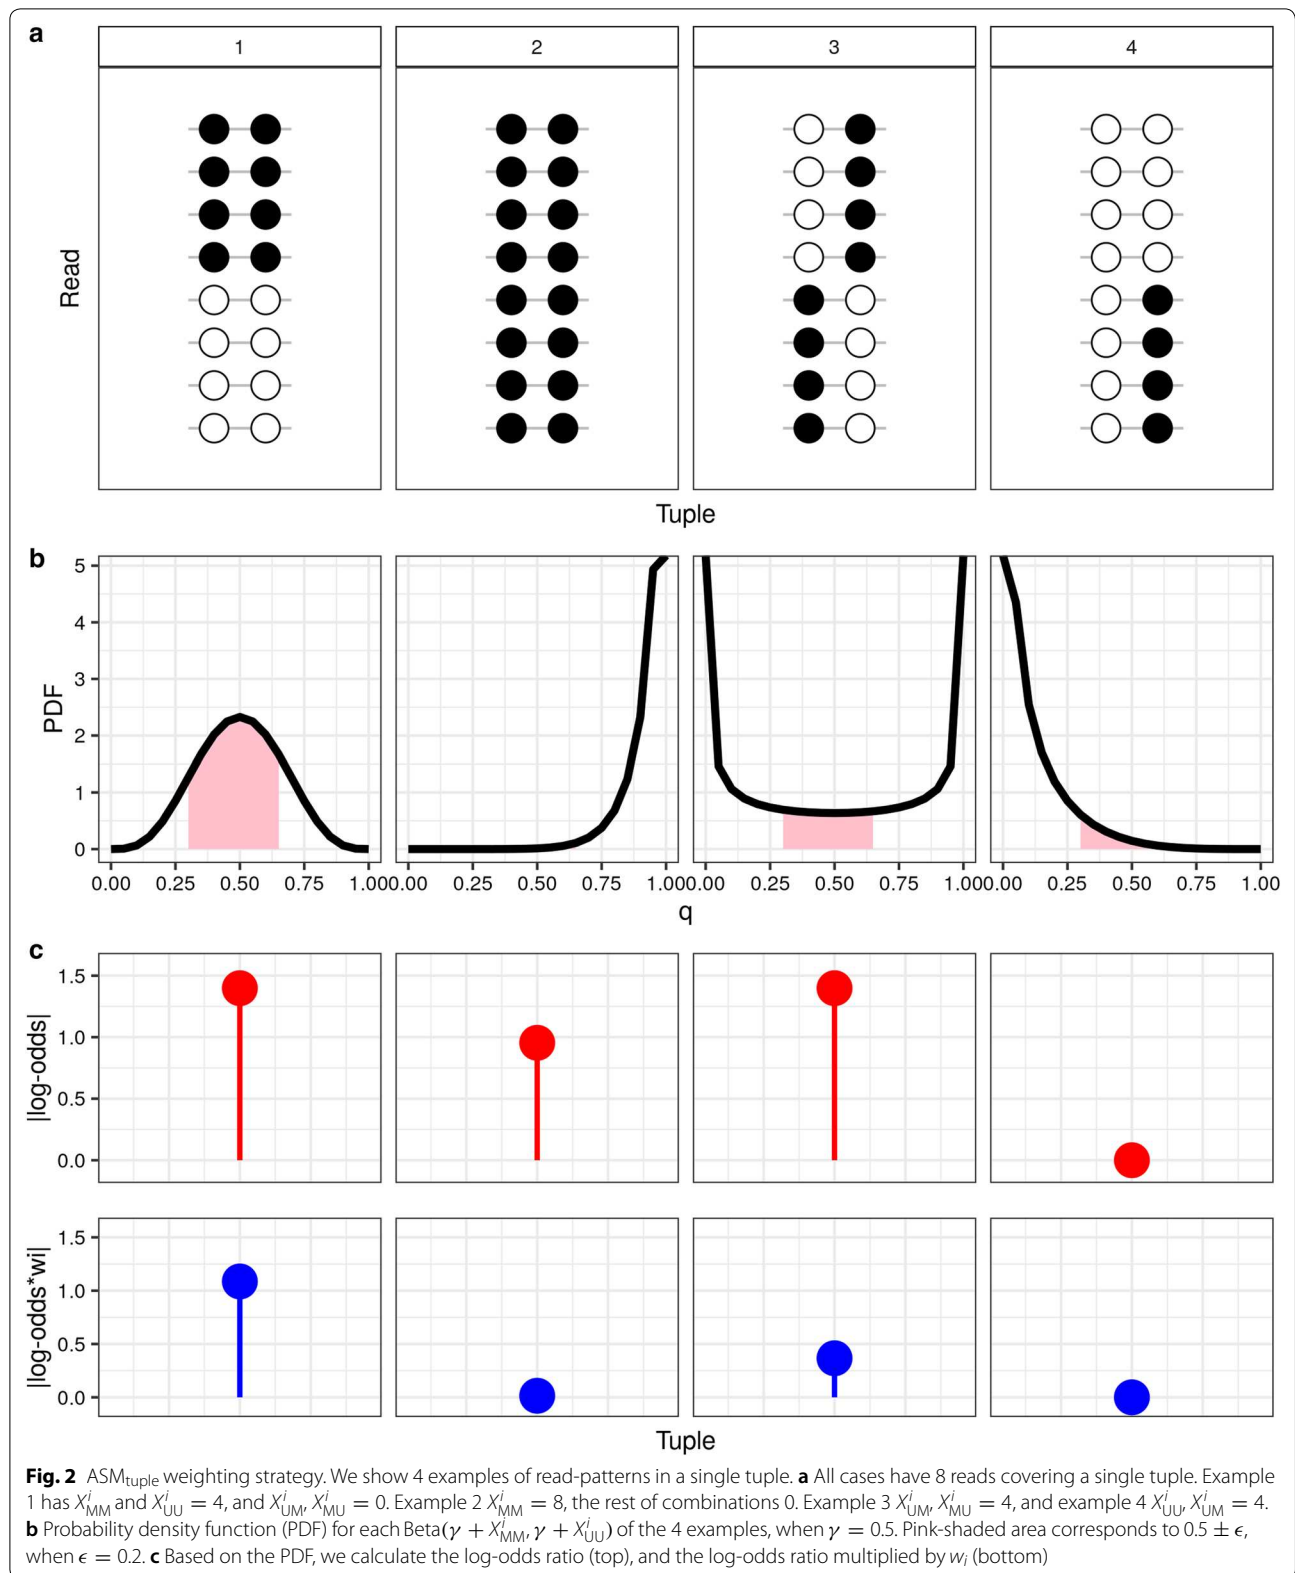 a
1 2 3 4
Read
Tuple
b
PDF
5
4
3
2
1
0
0.00 0.25 0.50 0.75 1.00 0.00 0.25 0.50 0.75 1.00 0.00 0.25 0.50 0.75 1.00 0.00 0.25 0.50 0.75 1.00
q
c
|log-odds|
1.5
1.0
0.5
0.0
|log-odds*wi|
1.5
1.0
0.5
0.0
Tuple
Fig. 2 ASM_tuple weighting strategy. We show 4 examples of read-patterns in a single tuple. a All cases have 8 reads covering a single tuple. Example
1 has X^i_MM and X^i_UU = 4, and X^i_UM, X^i_MU = 0. Example 2 X^i_MM = 8, the rest of combinations 0. Example 3 X^i_UM, X^i_MU = 4, and example 4 X^i_UU, X^i_UM = 4.
b Probability density function (PDF) for each Beta(γ + X^i_MM, γ + X^i_UU) of the 4 examples, when γ = 0.5. Pink-shaded area corresponds to 0.5 ± ϵ,
when ϵ = 0.2. c Based on the PDF, we calculate the log-odds ratio (top), and the log-odds ratio multiplied by w_i (bottom)